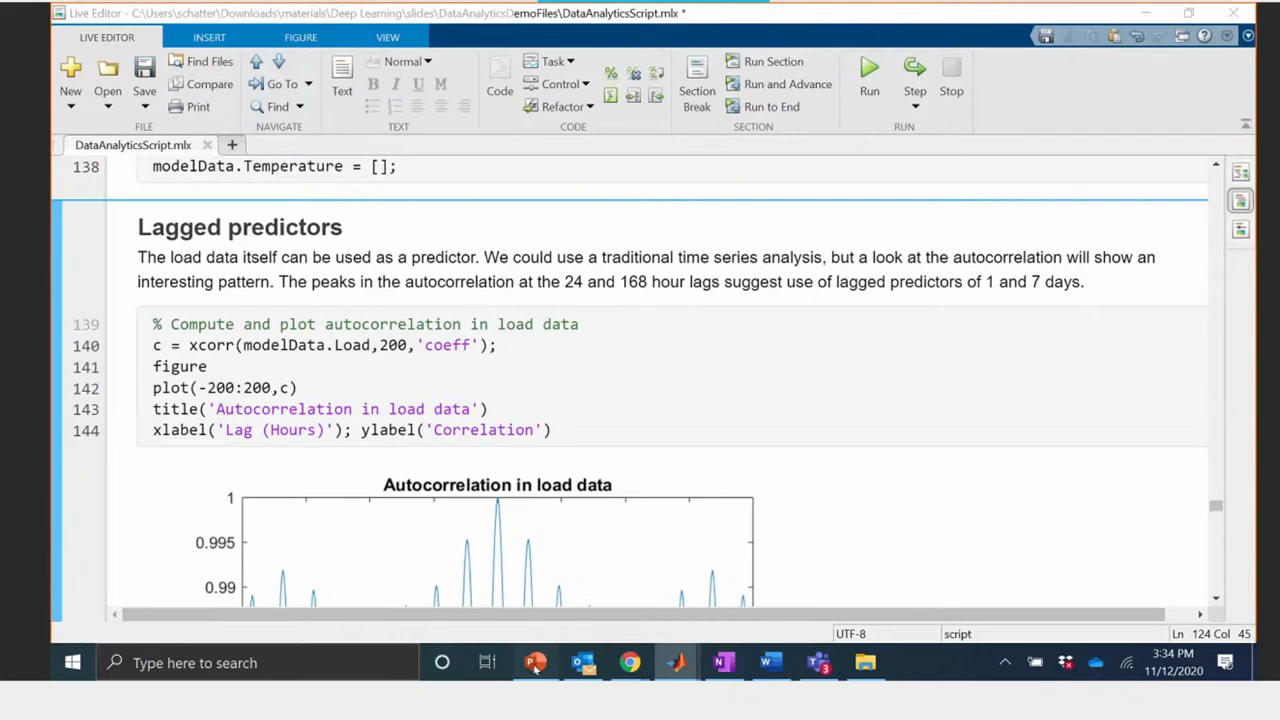 Live Editor - C:\Users\schatter\Downloads\materials\Deep Learning\slides\DataAnalyticsDemoFiles\DataAnalyticsScript.mlx *
LIVE EDITOR INSERT FIGURE VIEW
New Open Save Find Files Compare Print
Go To Find
Text Normal B I U M
Code Task Control Refactor
Section Break Run Section Run and Advance Run to End
Run Step Stop
FILE NAVIGATE TEXT CODE SECTION RUN
DataAnalyticsScript.mlx
138 modelData.Temperature = [];
Lagged predictors
The load data itself can be used as a predictor. We could use a traditional time series analysis, but a look at the autocorrelation will show an
interesting pattern. The peaks in the autocorrelation at the 24 and 168 hour lags suggest use of lagged predictors of 1 and 7 days.
139 % Compute and plot autocorrelation in load data
140 c = xcorr(modelData.Load,200,'coeff');
141 figure
142 plot(-200:200,c)
143 title('Autocorrelation in load data')
144 xlabel('Lag (Hours)'); ylabel('Correlation')
Autocorrelation in load data
1
0.995
0.99
UTF-8 script Ln 124 Col 45
Type here to search
3:34 PM
11/12/2020